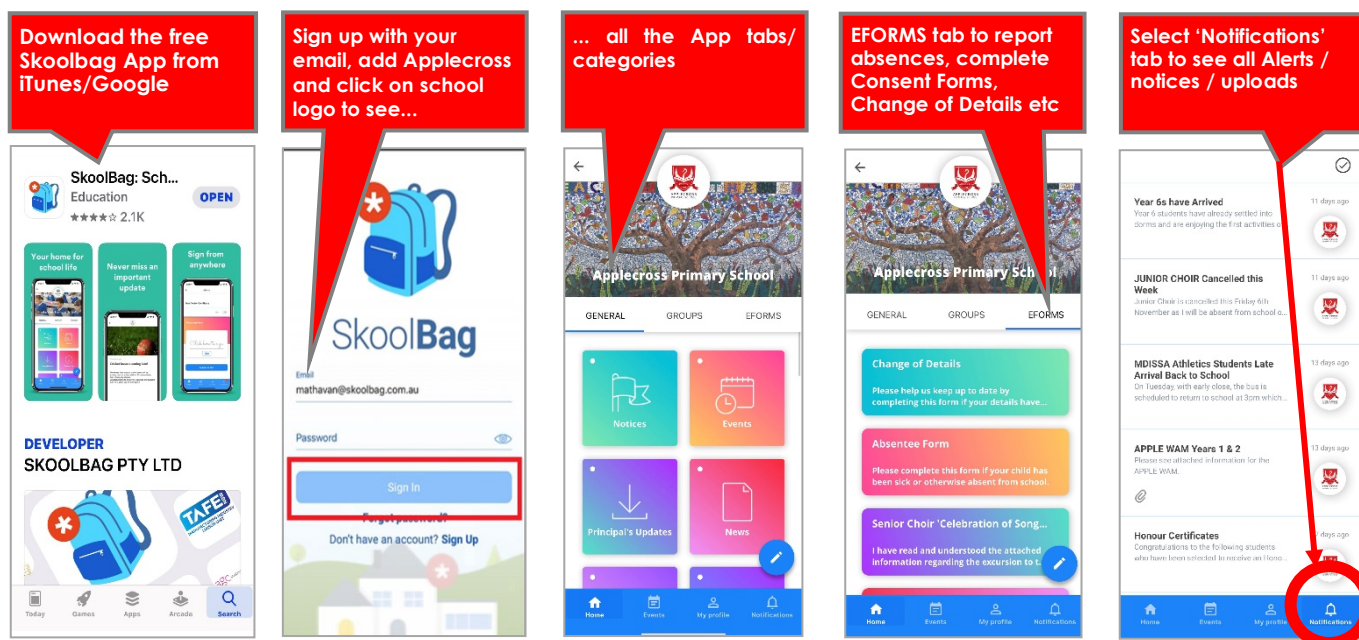 Download the free
Skoolbag App from
iTunes/Google
SkoolBag: Sch...
Education
OPEN
2.1K
Your home for
school life
Never miss an
important
update
Sign from
anywhere
DEVELOPER
SKOOLBAG PTY LTD
TAFE
Today
Games
Apps
Arcade
Search
Sign up with your
email, add Applecross
and click on school
logo to see...
SkoolBag
Email
mathavan@skoolbag.com.au
Password
Sign In
Forgot password?
Don't have an account? Sign Up
... all the App tabs/
categories
Applecross Primary School
GENERAL
GROUPS
EFORMS
Notices
Events
Principal's Updates
News
Home
Events
My profile
Notifications
EFORMS tab to report
absences, complete
Consent Forms,
Change of Details etc
Applecross Primary School
GENERAL
GROUPS
EFORMS
Change of Details
Please help us keep up to date by
completing this form if your details have...
Absentee Form
Please complete this form if your child has
been sick or otherwise absent from school.
Senior Choir 'Celebration of Song...
I have read and understood the attached
information regarding the excursion to t...
Home
Events
My profile
Notifications
Select ‘Notifications’
tab to see all Alerts /
notices / uploads
Year 6s have Arrived
11 days ago
Year 6 students have already settled into
dorms and are enjoying the first activities o
JUNIOR CHOIR Cancelled this
Week
11 days ago
Junior Choir is cancelled this Friday 6th
November as I will be absent from school o...
MDISSA Athletics Students Late
Arrival Back to School
13 days ago
On Tuesday, with early close, the bus is
scheduled to return to school at 3pm which...
APPLE WAM Years 1 & 2
13 days ago
Please see attached information for the
APPLE WAM.
Honour Certificates
days ago
Congratulations to the following students
who have been selected to receive an Hono...
Home
Events
My profile
Notifications